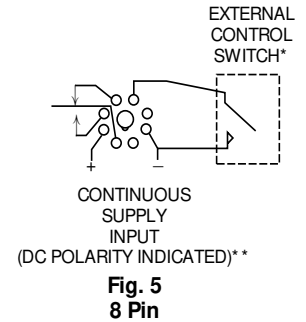 EXTERNAL
CONTROL
SWITCH*
+
–
CONTINUOUS
SUPPLY
INPUT
(DC POLARITY INDICATED)**
Fig. 5
8 Pin